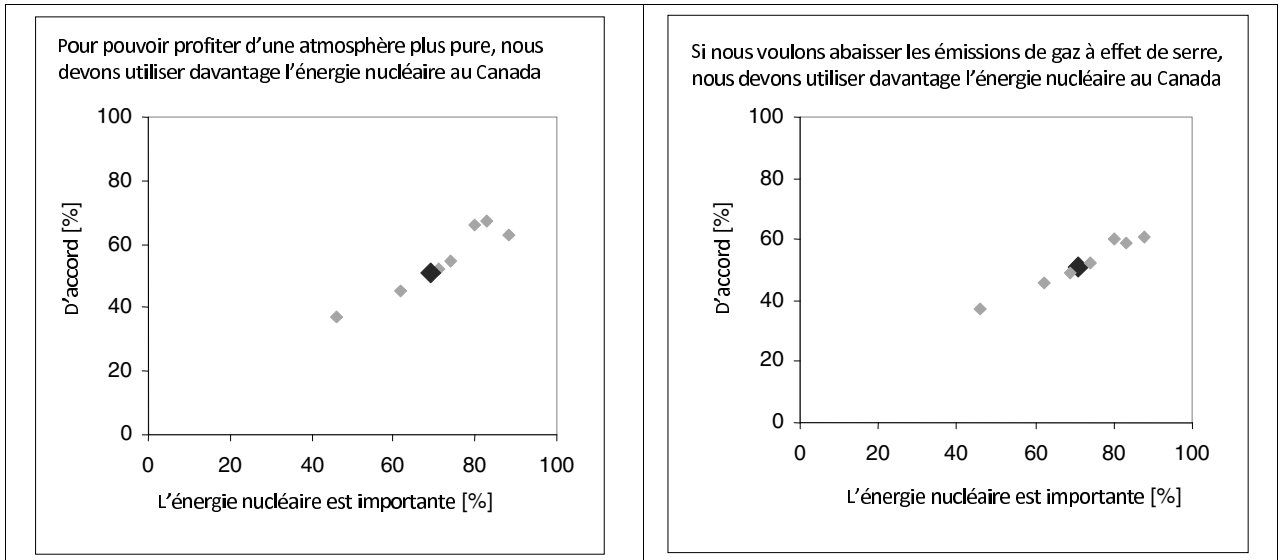 Pour pouvoir profiter d'une atmosphère plus pure, nous
devons utiliser davantage l'énergie nucléaire au Canada
100
80
60
40
20
0
D'accord [%]
0 20 40 60 80 100
L'énergie nucléaire est importante [%]
Si nous voulons abaisser les émissions de gaz à effet de serre,
nous devons utiliser davantage l'énergie nucléaire au Canada
100
80
60
40
20
0
D'accord [%]
0 20 40 60 80 100
L'énergie nucléaire est importante [%]